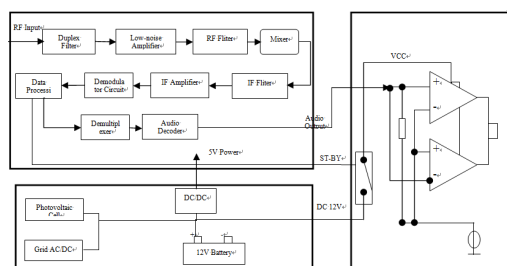 RF Input
Duplex
Filter
Low-noise
Amplifier
RF Fliter
Mixer
VCC
Data
Processi
Demodula
tor Circuit
IF Amplifier
IF Fliter
Demultipl
exer
Audio
Decoder
Audio
Output
5V Power
ST-BY
DC/DC
DC 12V
Photovoltaic
Cells
Grid AC/DC
12V Battery
+
-
+
-
+
-